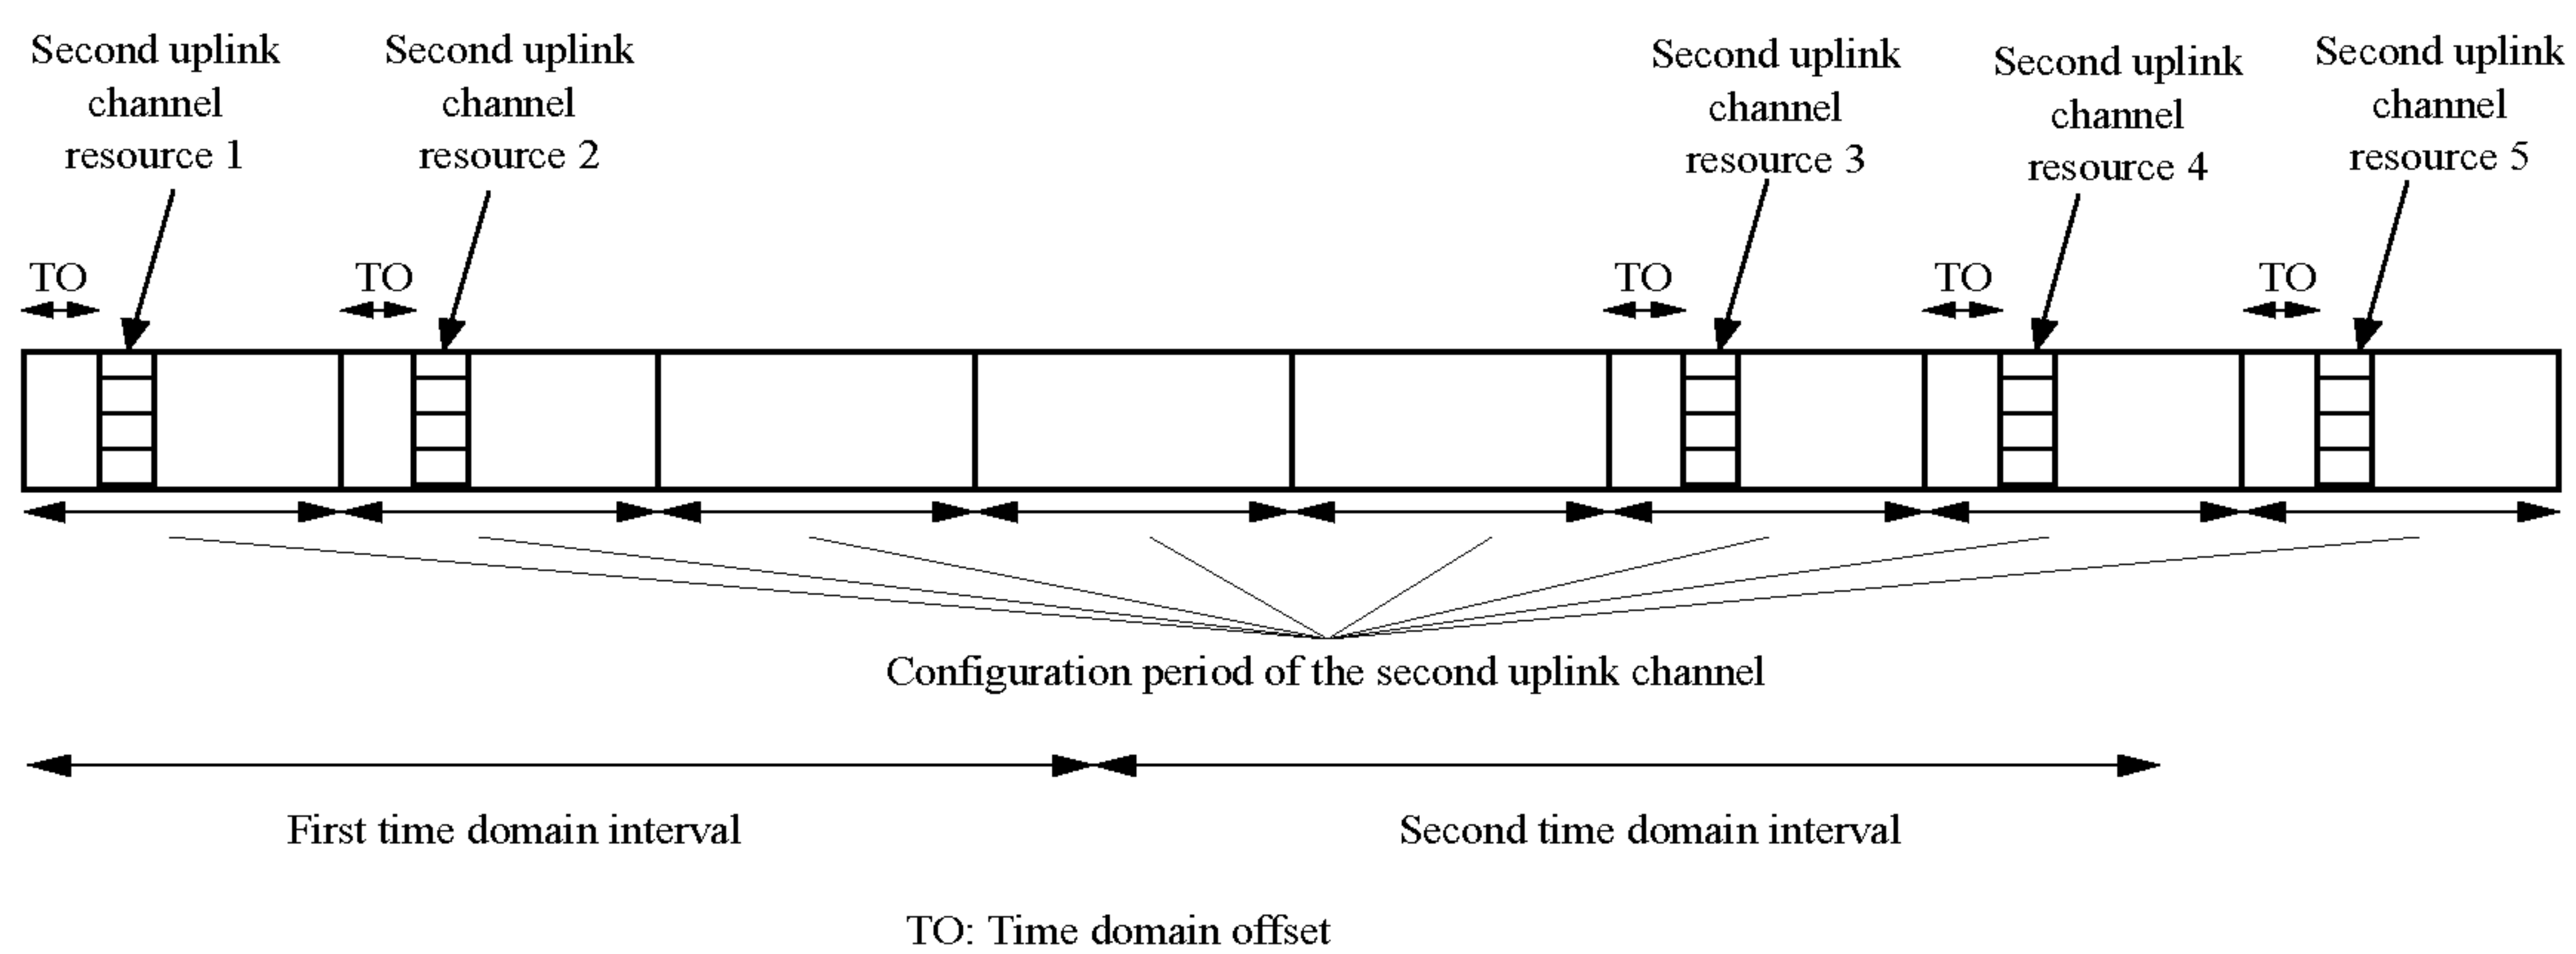 Second uplink
channel
resource 1
Second uplink
channel
resource 2
Second uplink
channel
resource 3
Second uplink
channel
resource 4
Second uplink
channel
resource 5
TO
TO
TO
TO
TO
Configuration period of the second uplink channel
First time domain interval
Second time domain interval
TO: Time domain offset